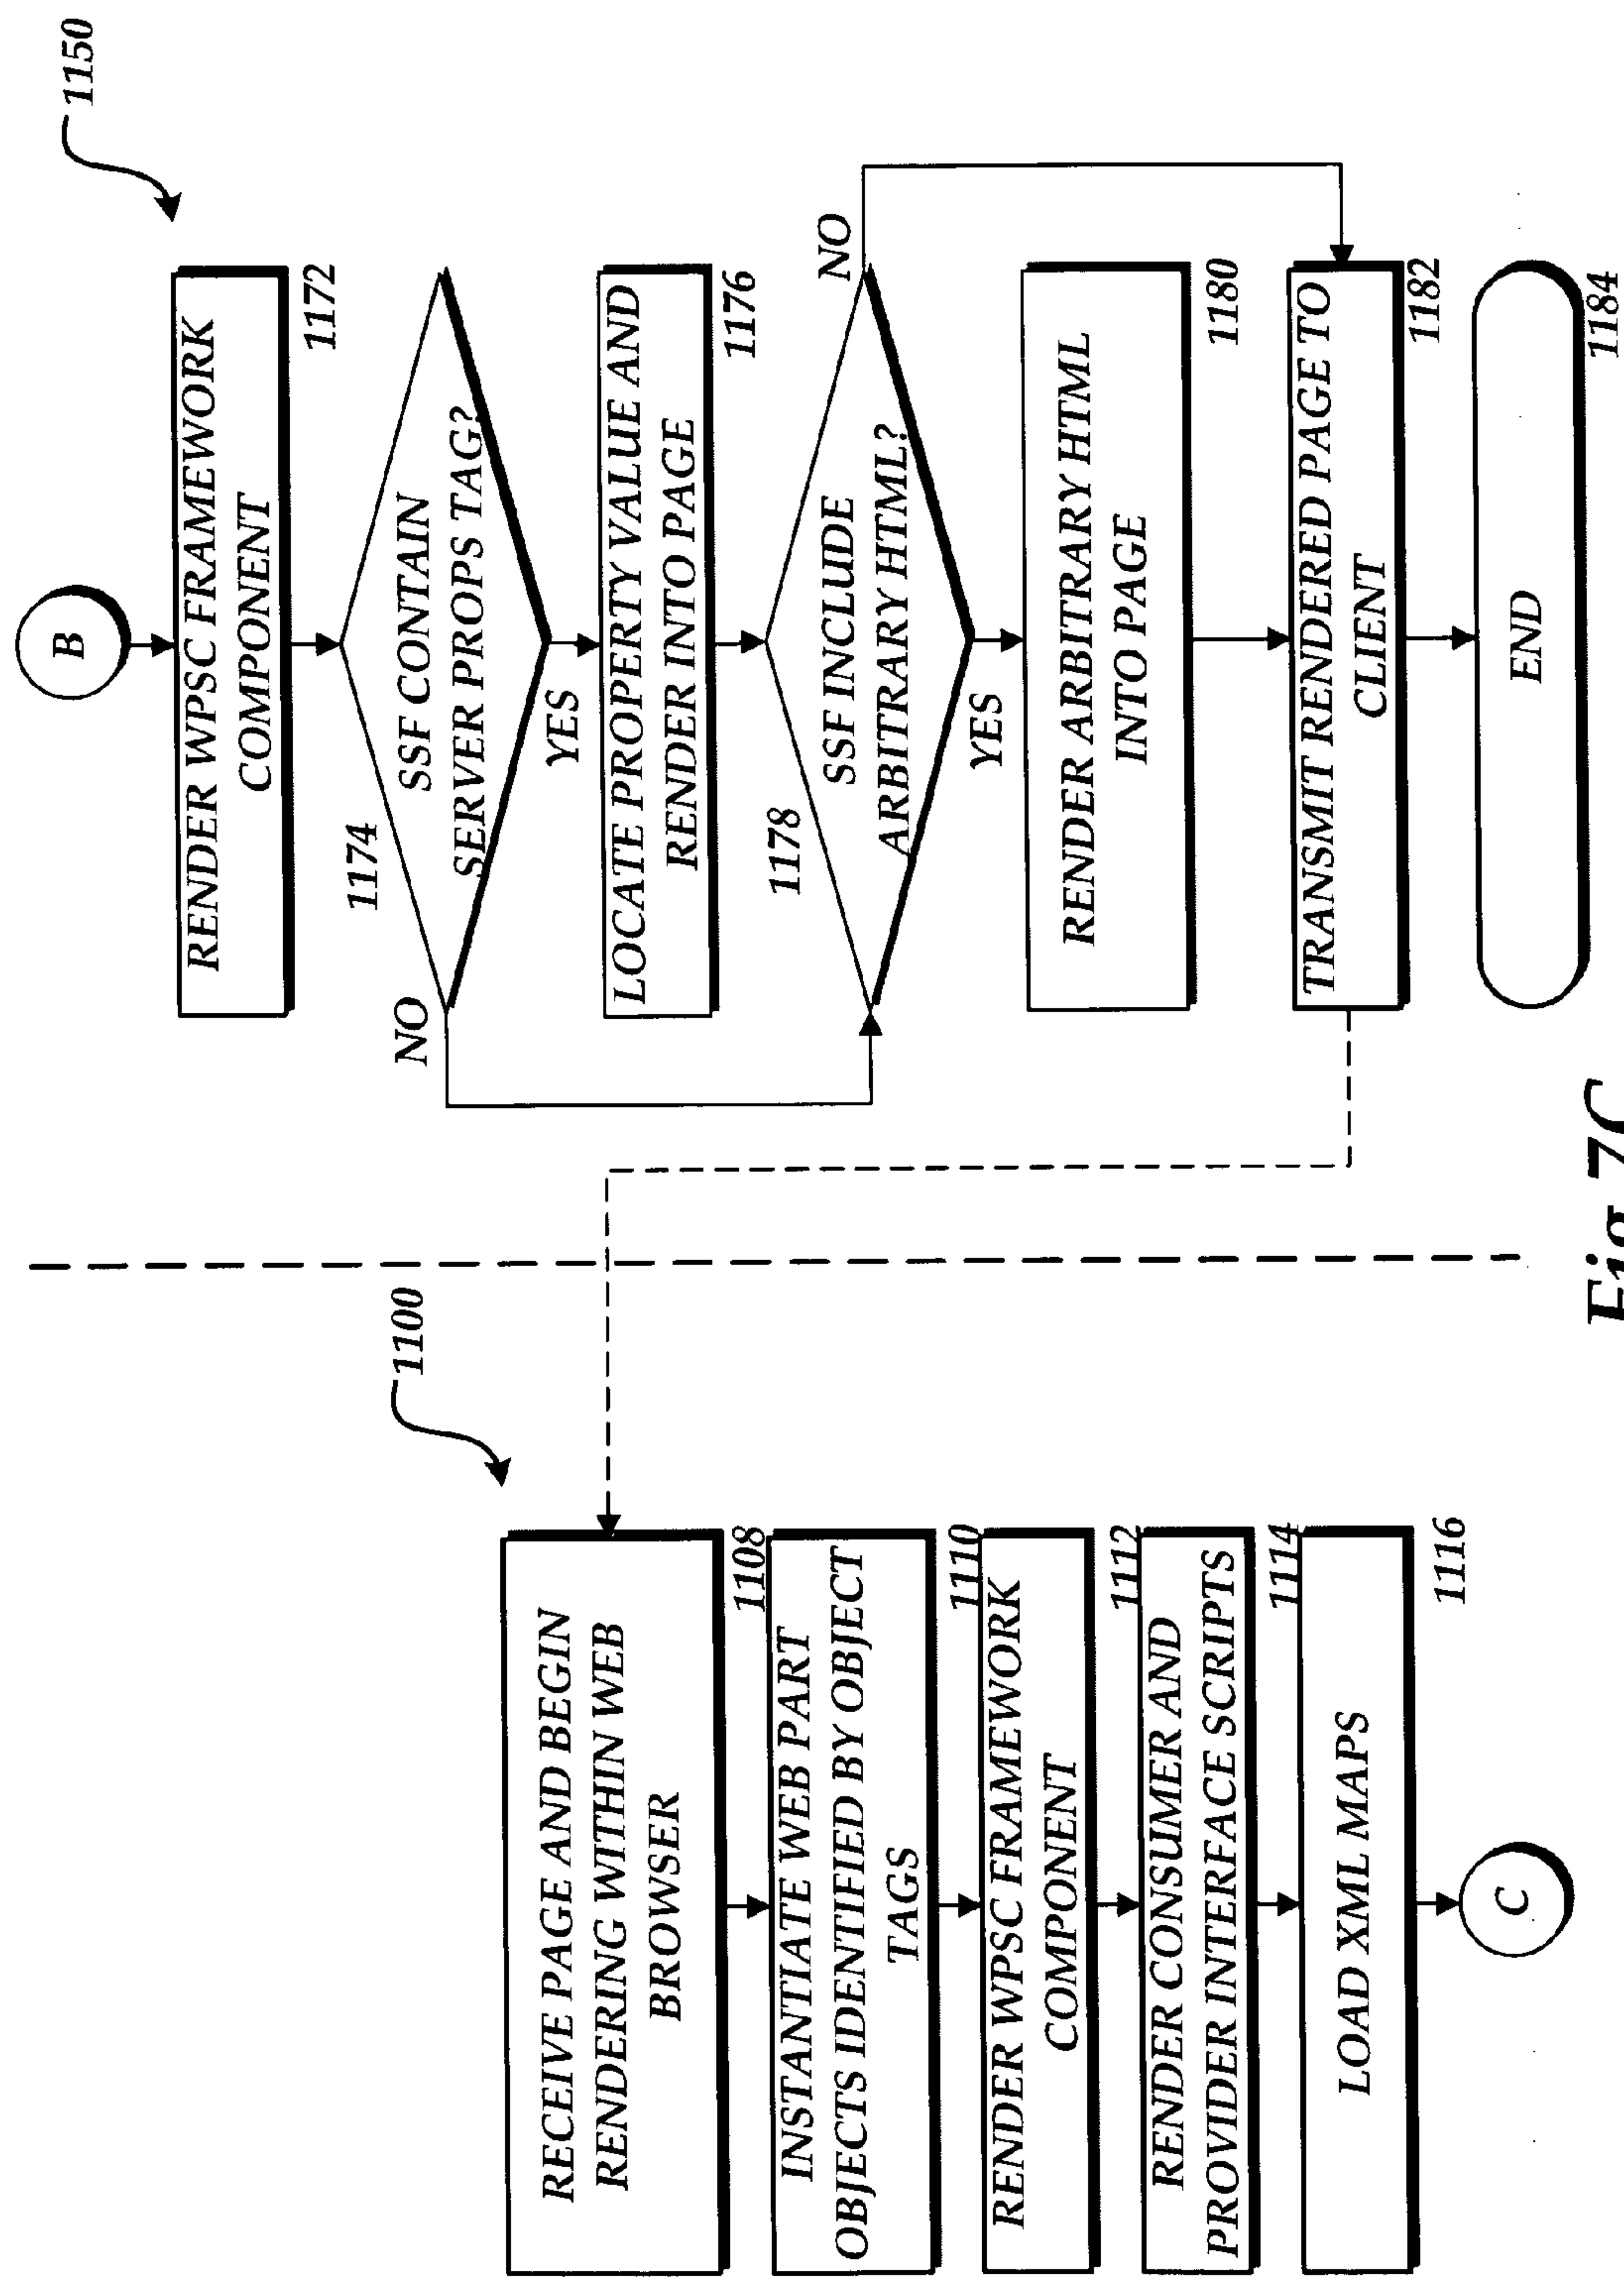 1100
RECEIVE PAGE AND BEGIN
RENDERING WITHIN WEB
BROWSER
1108
INSTANTIATE WEB PART
OBJECTS IDENTIFIED BY OBJECT
TAGS
1110
RENDER WPSC FRAMEWORK
COMPONENT
1112
RENDER CONSUMER AND
PROVIDER INTERFACE SCRIPTS
1114
LOAD XML MAPS
1116
C
1150
B
RENDER WPSC FRAMEWORK
COMPONENT
1172
1174
SSF CONTAIN
SERVER PROPS TAG?
NO
YES
LOCATE PROPERTY VALUE AND
RENDER INTO PAGE
1176
1178
SSF INCLUDE
ARBITRARY HTML?
NO
YES
RENDER ARBITRARY HTML
INTO PAGE
1180
TRANSMIT RENDERED PAGE TO
CLIENT
1182
END
1184
Fig. 7C